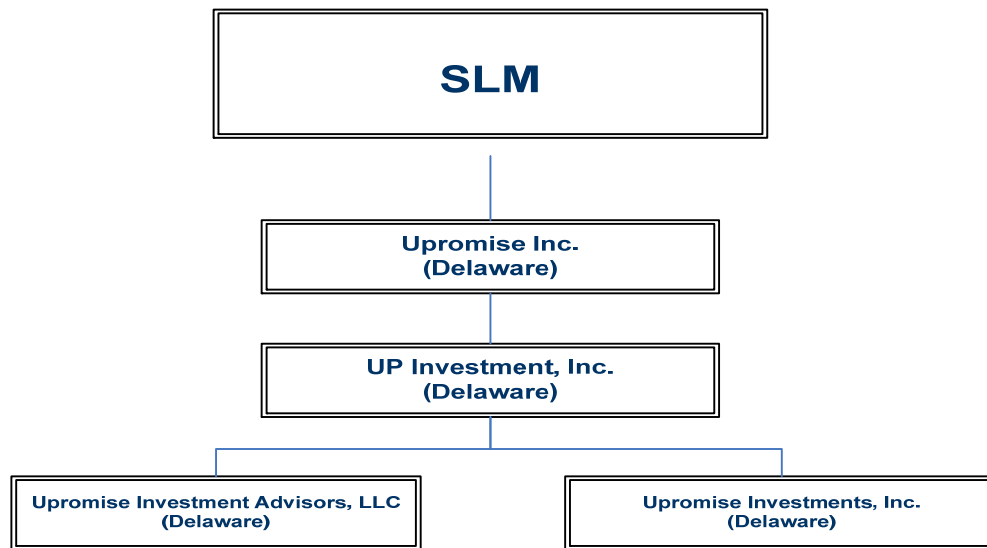 SLM
Upromise Inc.
(Delaware)
UP Investment, Inc.
(Delaware)
Upromise Investment Advisors, LLC
(Delaware)
Upromise Investments, Inc.
(Delaware)